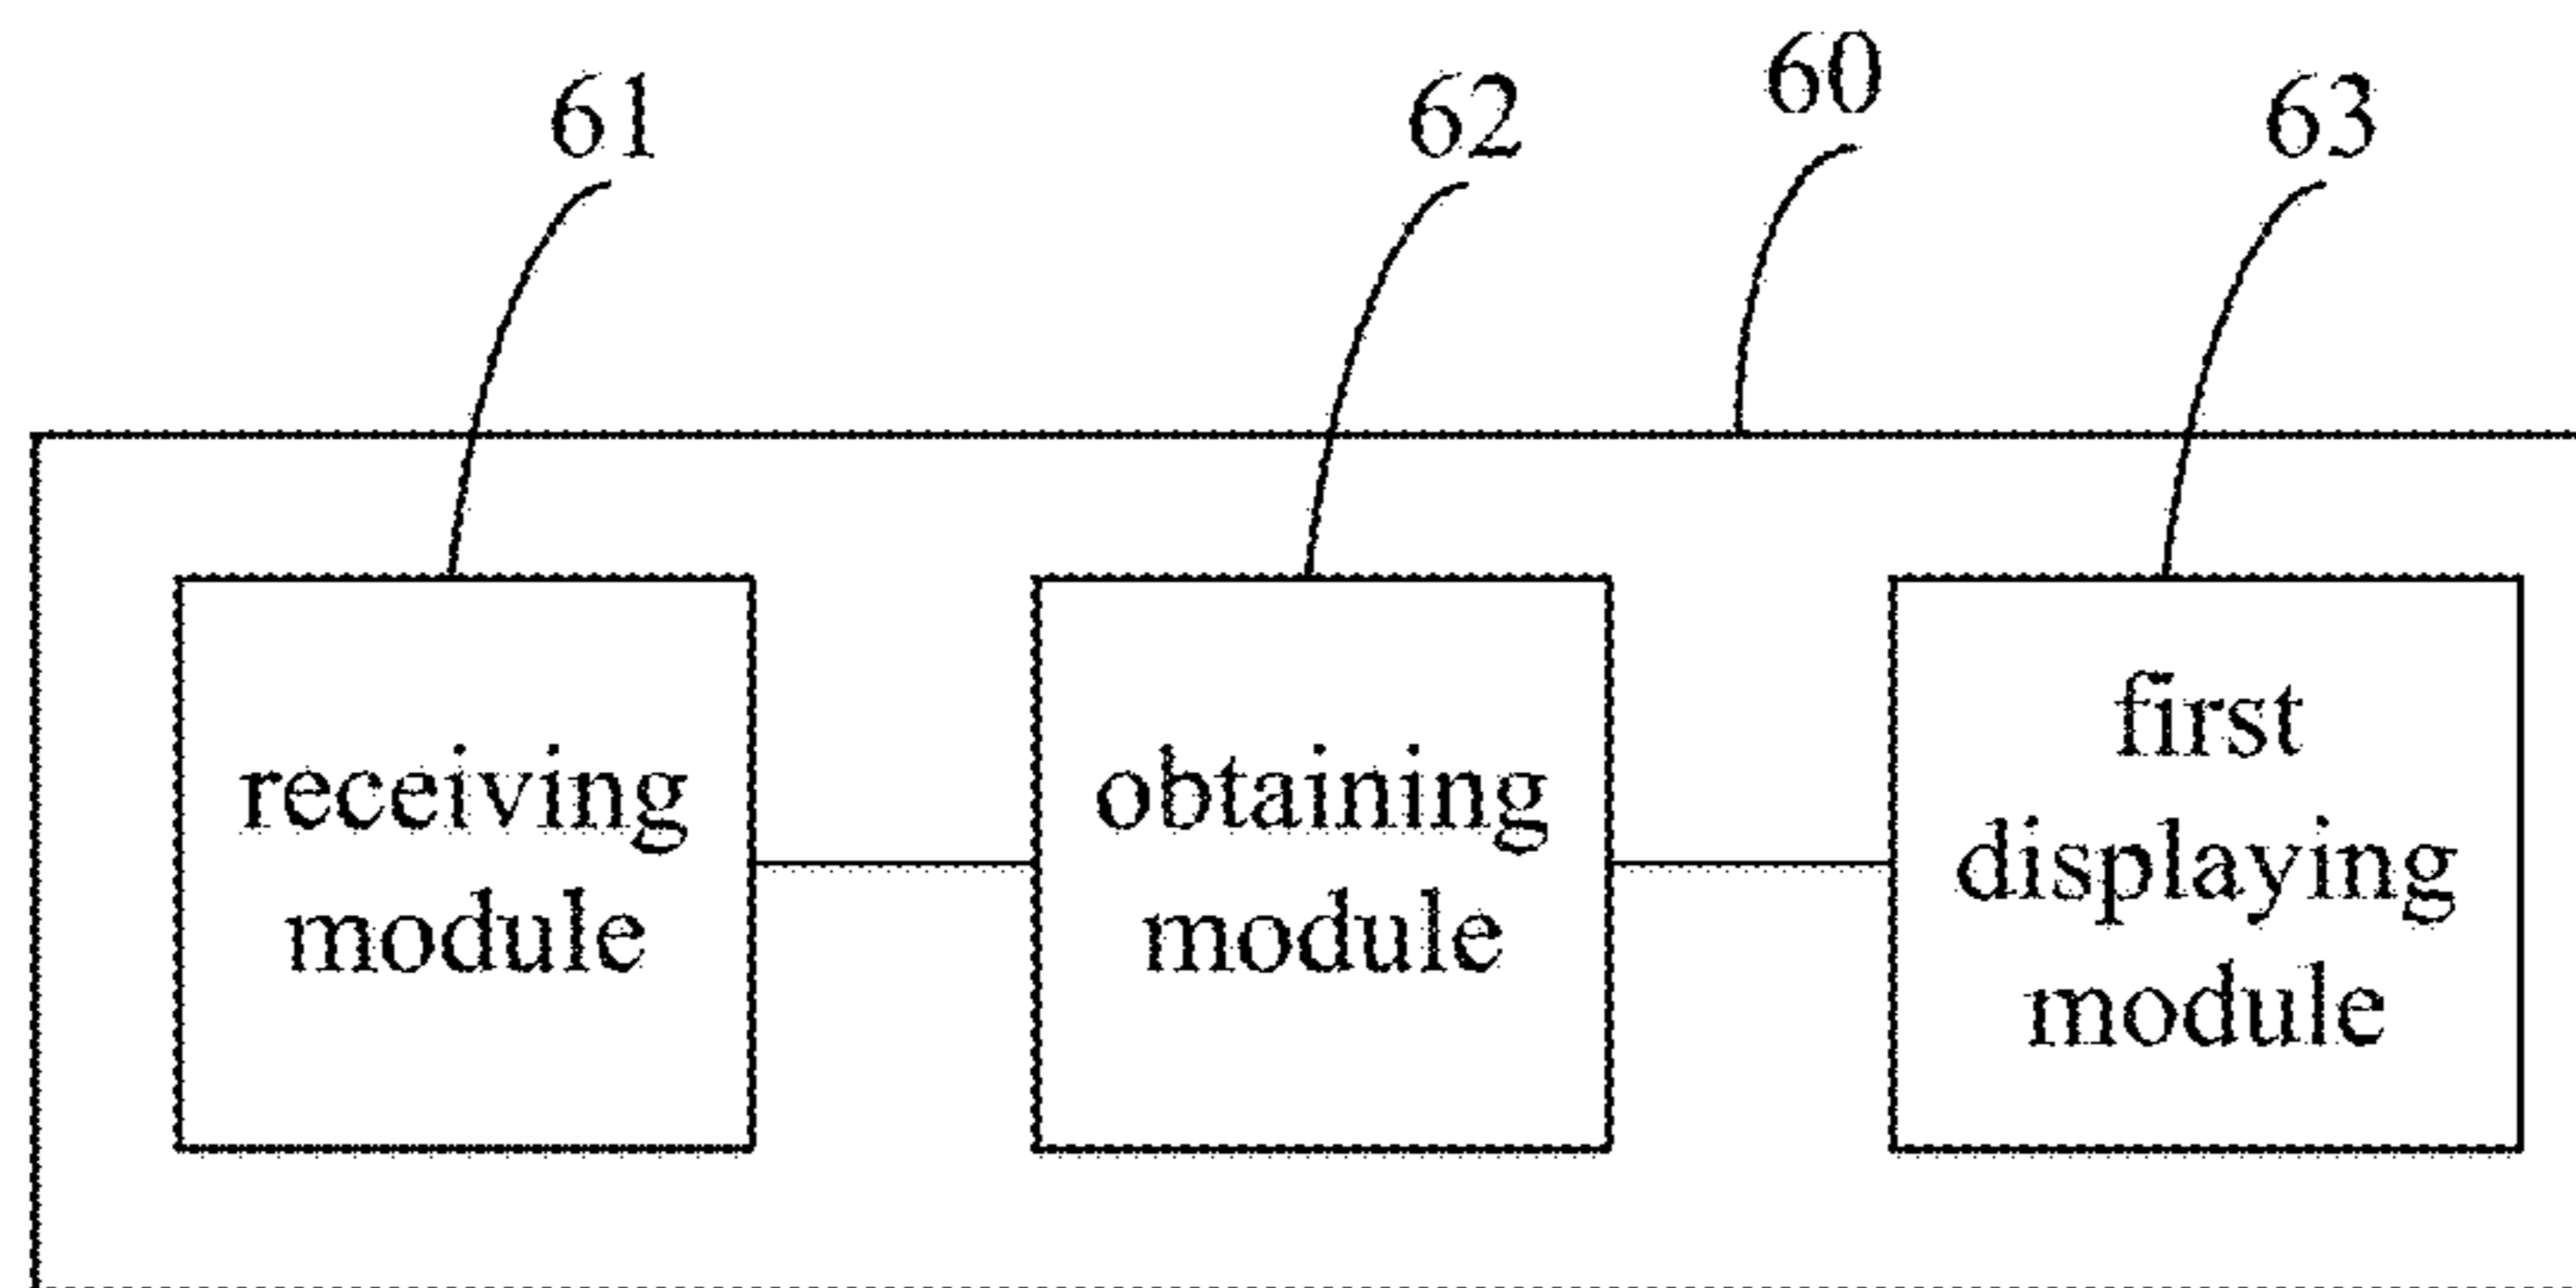 60
61
62
63
receiving
module
obtaining
module
first
displaying
module